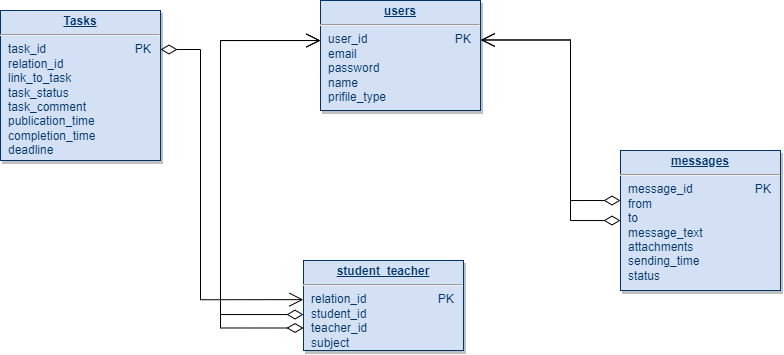 Tasks
task_id PK
relation_id
link_to_task
task_status
task_comment
publication_time
completion_time
deadline
users
user_id PK
email
password
name
prifile_type
messages
message_id PK
from
to
message_text
attachments
sending_time
status
student_teacher
relation_id PK
student_id
teacher_id
subject